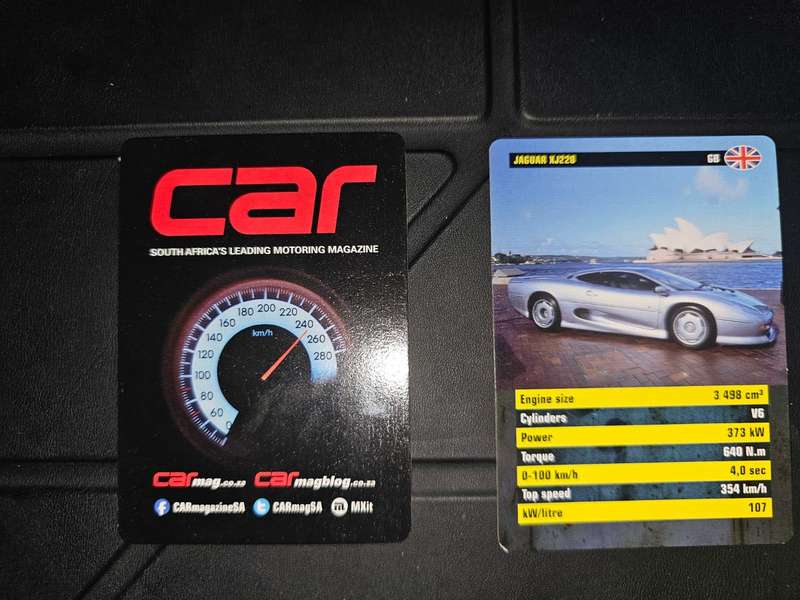 car
SOUTH AFRICA'S LEADING MOTORING MAGAZINE
0
60
80
100
120
140
160
180
200
220
240
260
280
km/h
CARmag.co.za CARmagblog.co.za
CARmagazineSA CARmagSA MXit
JAGUAR XJ220 GB
Engine size 3 498 cm³
Cylinders V6
Power 373 kW
Torque 640 N.m
0-100 km/h 4,0 sec
Top speed 354 km/h
kW/litre 107